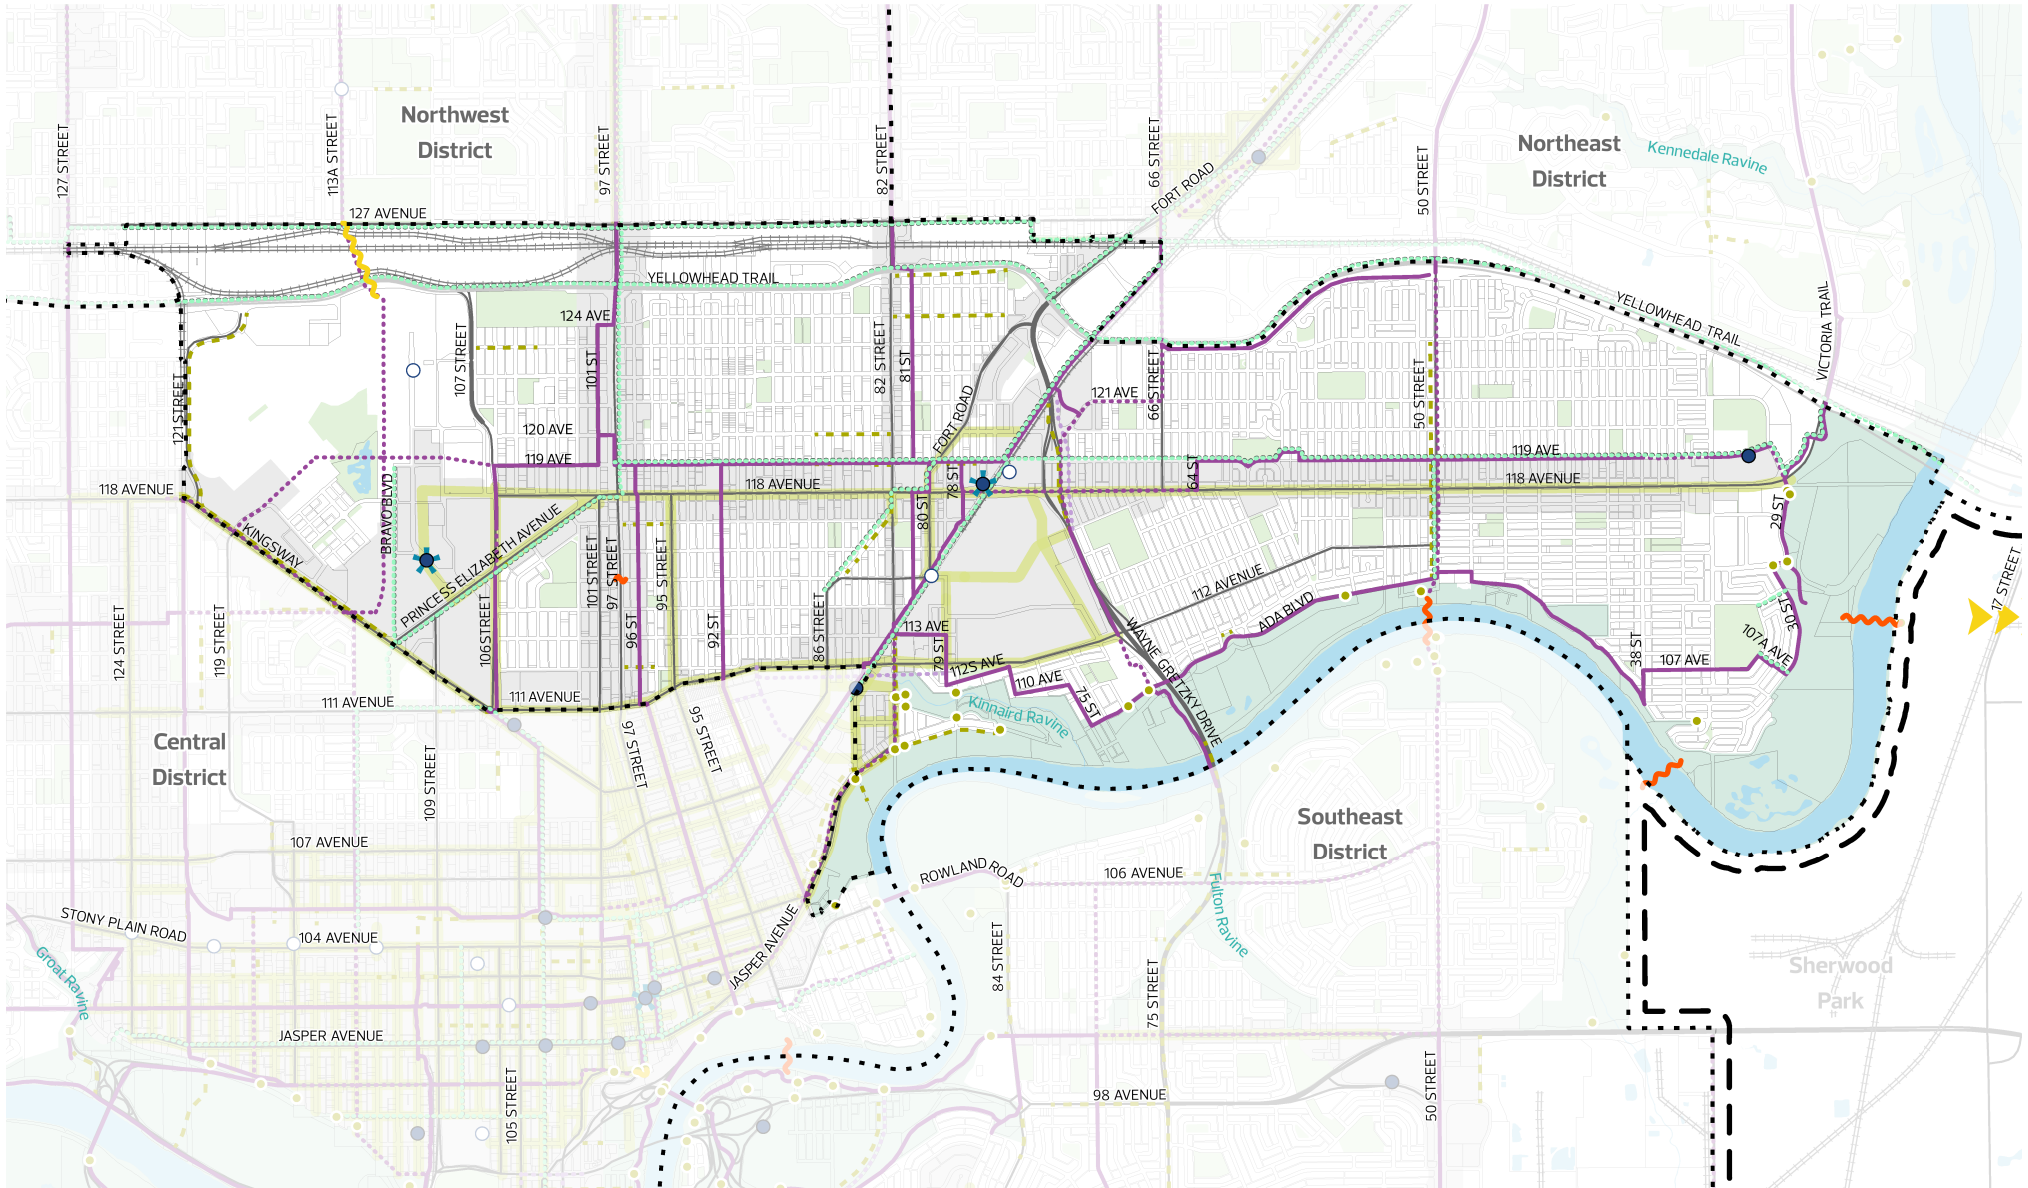 Northwest
District
Northeast
District
Kennedale Ravine
127 STREET
113A STREET
97 STREET
82 STREET
66 STREET
FORT ROAD
50 STREET
127 AVENUE
YELLOWHEAD TRAIL
YELLOWHEAD TRAIL
VICTORIA TRAIL
124 AVE
107 STREET
101 ST
82 STREET
81 ST
66 STREET
121 AVE
50 STREET
121 STREET
FORT ROAD
120 AVE
119 AVE
119 AVE
118 AVENUE
118 AVENUE
118 AVENUE
64 ST
78 ST
80 ST
29 ST
KINGSWAY
BRAVO BLVD
PRINCESS ELIZABETH AVENUE
101 STREET
97 STREET
95 STREET
112 AVENUE
17 STREET
124 STREET
119 STREET
106 STREET
96 ST
92 ST
86 STREET
113 AVE
79 ST
112S AVE
110 AVE
75 ST
WAYNE GRETZKY DRIVE
ADA BLVD
38 ST
30 ST
107A AVE
107 AVE
111 AVENUE
111 AVENUE
Kinnaird Ravine
Central
District
97 STREET
95 STREET
109 STREET
Southeast
District
107 AVENUE
ROWLAND ROAD
106 AVENUE
Fulton Ravine
STONY PLAIN ROAD
104 AVENUE
JASPER AVENUE
84 STREET
75 STREET
Groat Ravine
Sherwood
Park
JASPER AVENUE
105 STREET
98 AVENUE
50 STREET